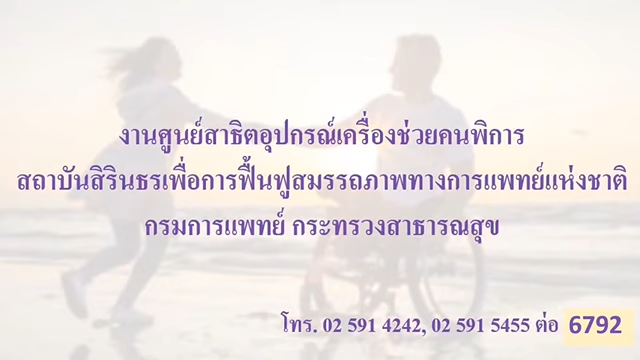 งานศูนย์สาธิตอุปกรณ์เครื่องช่วยคนพิการ
สถาบันสิรินธรเพื่อการฟื้นฟูสมรรถภาพทางการแพทย์แห่งชาติ
กรมการแพทย์ กระทรวงสาธารณสุข
โทร. 02 591 4242, 02 591 5455 ต่อ 6792